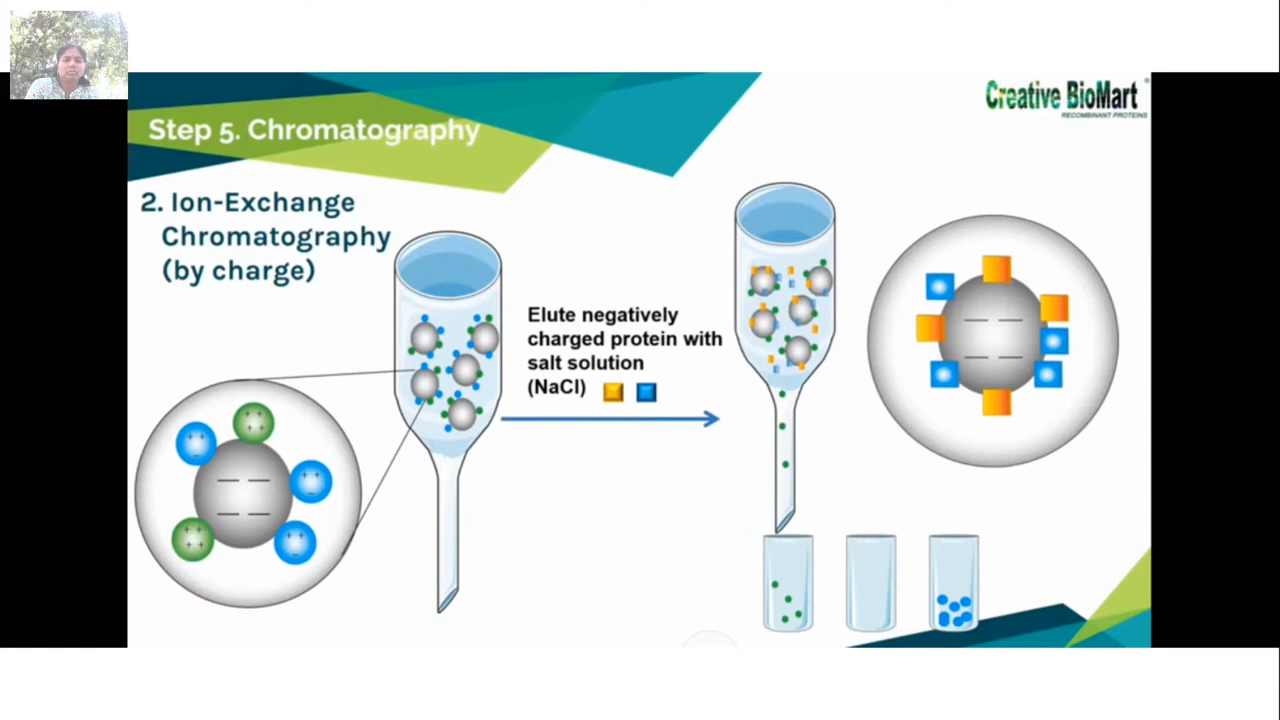 Creative BioMart
RECOMBINANT PROTEINS
Step 5. Chromatography
2. Ion-Exchange
Chromatography
(by charge)
Elute negatively
charged protein with
salt solution
(NaCl)